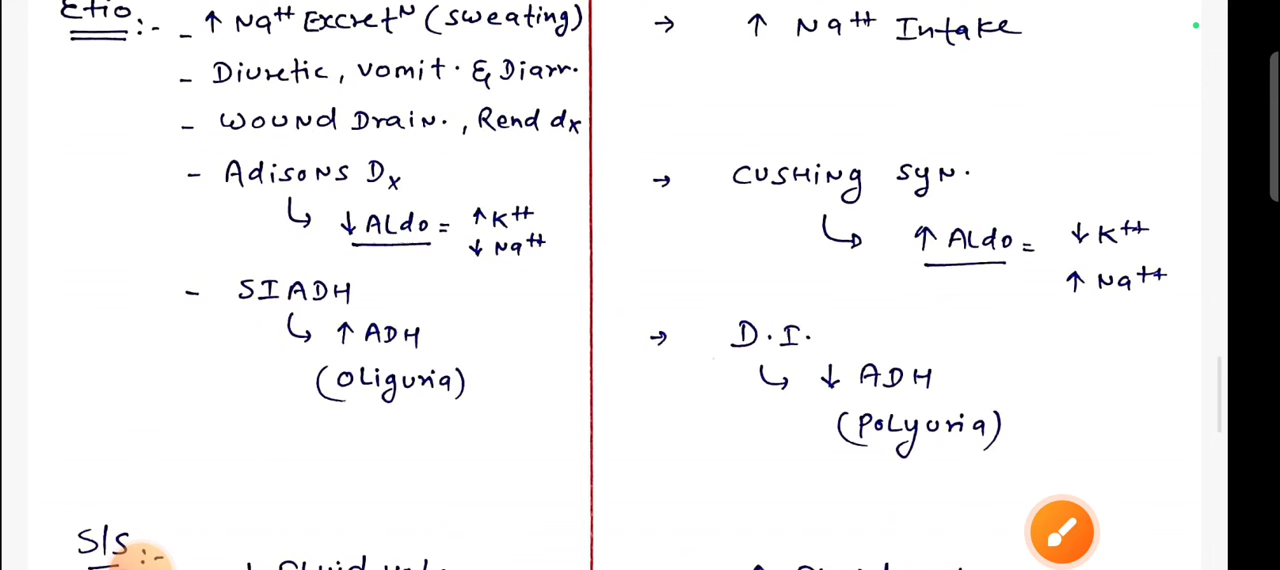 Etio :- - ↑ Na++ Excretᴺ (sweating)
- Diuretic, vomit. & Diarr.
- Wound Drain., Rend dx
- Adisons Dx
↳ ↓ Aldo = ↑ K++
↓ Na++
- SIADH
↳ ↑ ADH
(Oliguria)
→ ↑ Na++ Intake
→ Cushing Syn.
↳ ↑ Aldo = ↓ K++
↑ Na++
→ D.I.
↳ ↓ ADH
(Polyuria)
S/S :-